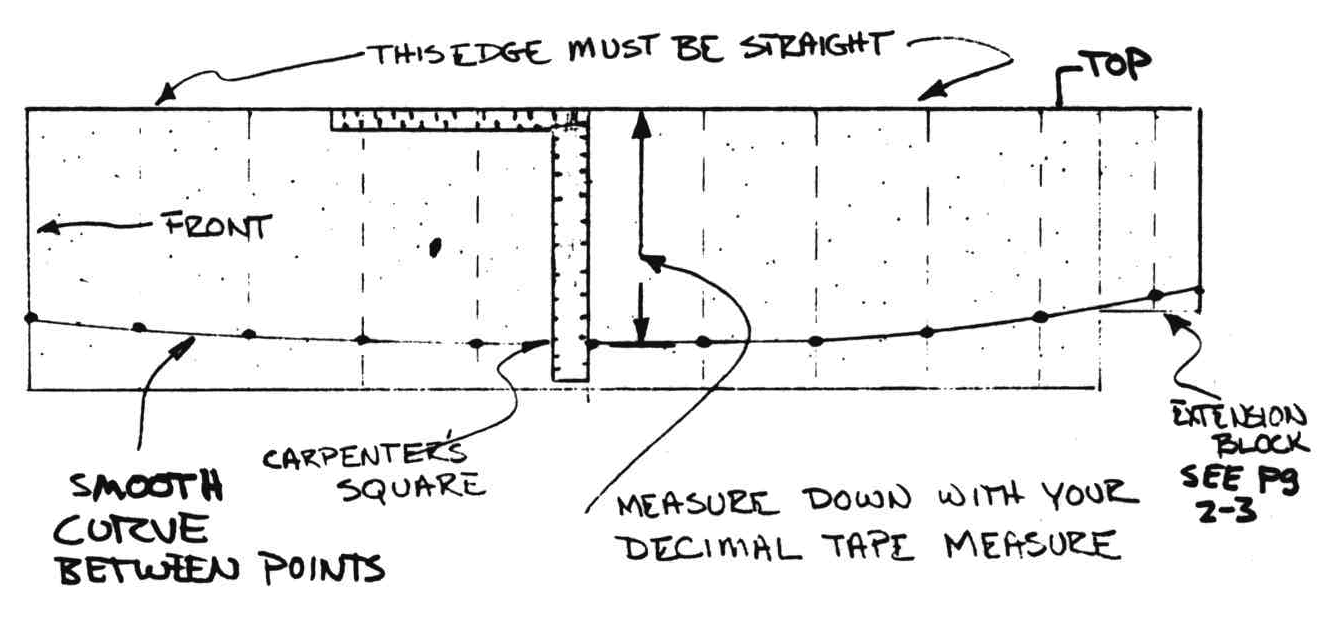 THIS EDGE MUST BE STRAIGHT
TOP
FRONT
CARPENTER'S
SQUARE
SMOOTH
CURVE
BETWEEN POINTS
MEASURE DOWN WITH YOUR
DECIMAL TAPE MEASURE
EXTENSION
BLOCK
SEE Pg
2-3